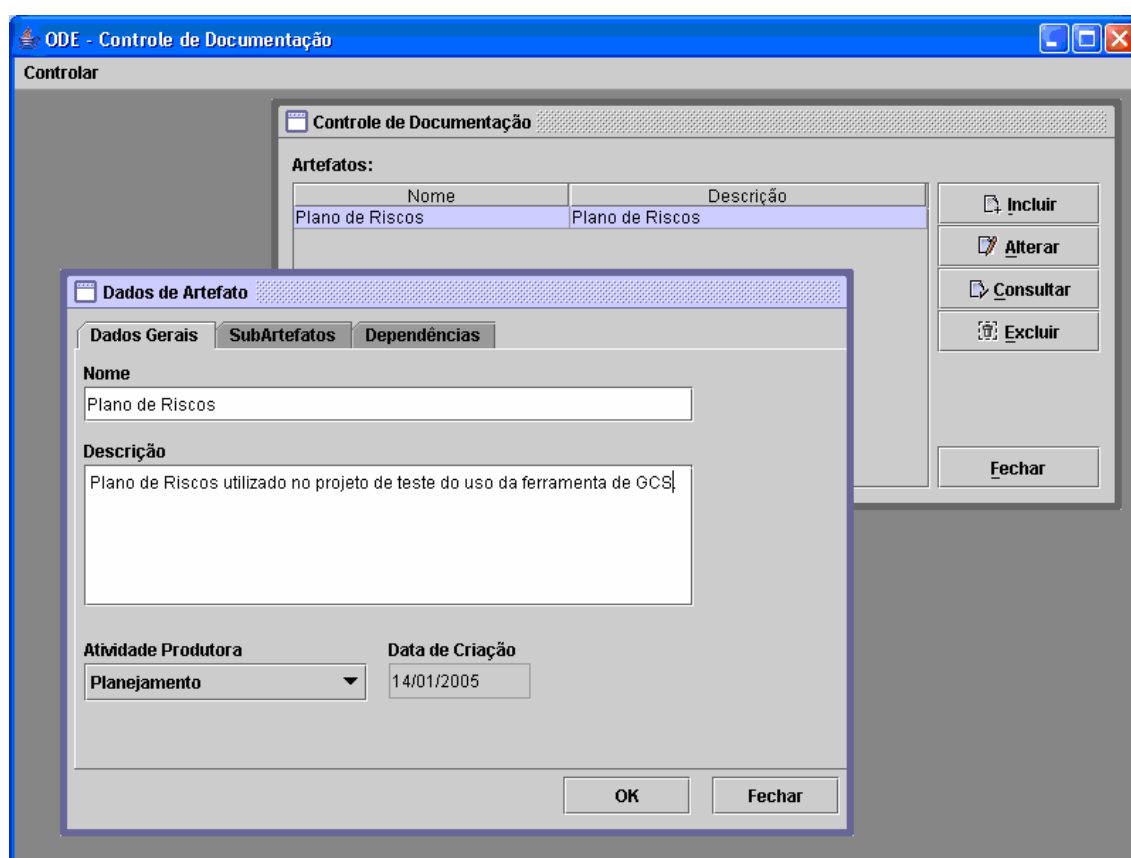 ODE - Controle de Documentação
Controlar
Controle de Documentação
Artefatos:
Nome Descrição
Plano de Riscos Plano de Riscos
Incluir
Alterar
Consultar
Excluir
Fechar
Dados de Artefato
Dados Gerais SubArtefatos Dependências
Nome
Plano de Riscos
Descrição
Plano de Riscos utilizado no projeto de teste do uso da ferramenta de GCS.
Atividade Produtora Data de Criação
Planejamento 14/01/2005
OK Fechar